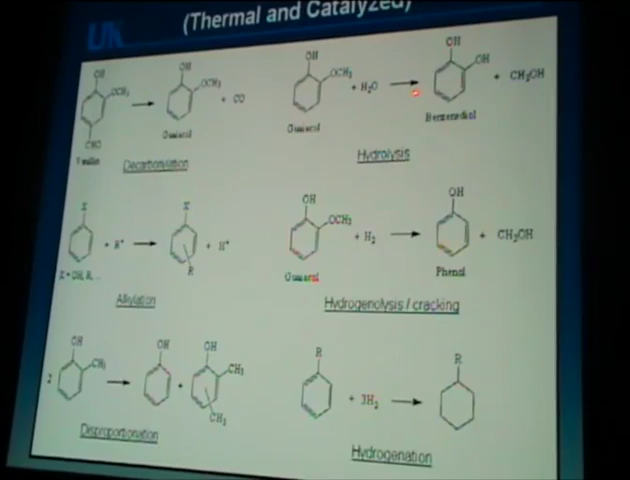 (Thermal and Catalyzed)
UK
OH
OCH₃
CHO
Vanillin
OH
OCH₃
Guaiacol
+ CO
Decarbonylation
OH
OCH₃
Guaiacol
+ H₂O
OH
OH
Benzenediol
+ CH₃OH
Hydrolysis
X
X = OH, R, ...
+ R⁺
X
R
+ H⁺
Alkylation
OH
OCH₃
Guaiacol
+ H₂
OH
Phenol
+ CH₃OH
Hydrogenolysis / cracking
2
OH
CH₃
OH
+
OH
CH₃
CH₃
Disproportionation
R
+ 3H₂
R
Hydrogenation